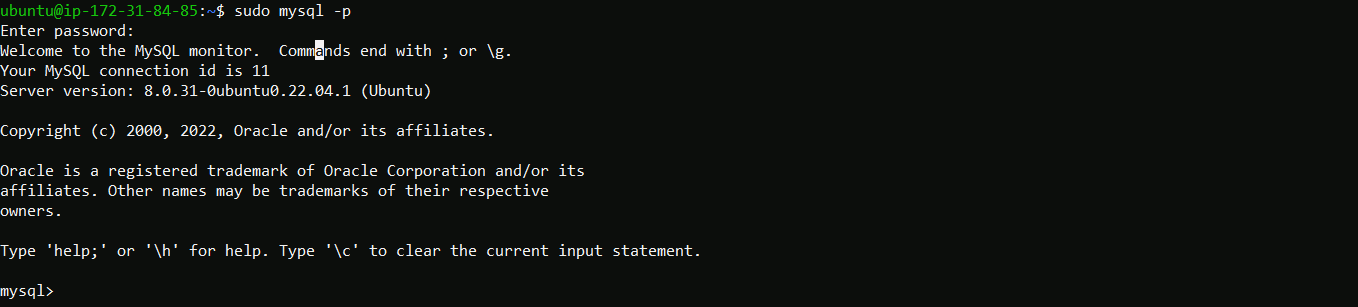 ubuntu@ip-172-31-84-85:~$ sudo mysql -p
Enter password:
Welcome to the MySQL monitor.  Commands end with ; or \g.
Your MySQL connection id is 11
Server version: 8.0.31-0ubuntu0.22.04.1 (Ubuntu)
Copyright (c) 2000, 2022, Oracle and/or its affiliates.
Oracle is a registered trademark of Oracle Corporation and/or its
affiliates. Other names may be trademarks of their respective
owners.
Type 'help;' or '\h' for help. Type '\c' to clear the current input statement.
mysql>